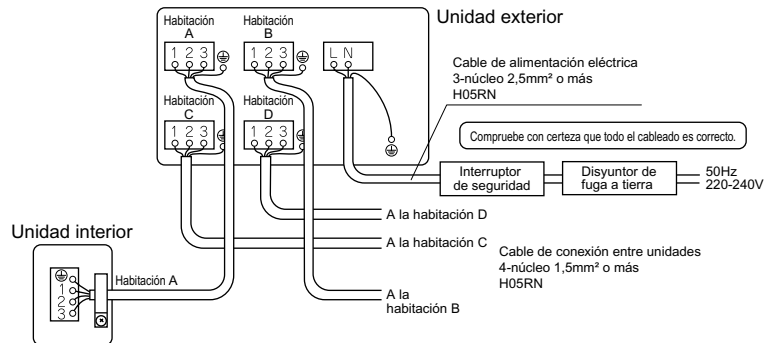 Unidad exterior
Habitación
A
1 2 3
Habitación
B
1 2 3
L N
Habitación
C
1 2 3
Habitación
D
1 2 3
Cable de alimentación eléctrica
3-núcleo 2,5mm² o más
H05RN
Compruebe con certeza que todo el cableado es correcto.
Interruptor
de seguridad
Disyuntor de
fuga a tierra
50Hz
220-240V
A la habitación D
A la habitación C
A la
habitación B
Cable de conexión entre unidades
4-núcleo 1,5mm² o más
H05RN
Unidad interior
Habitación A
1
2
3